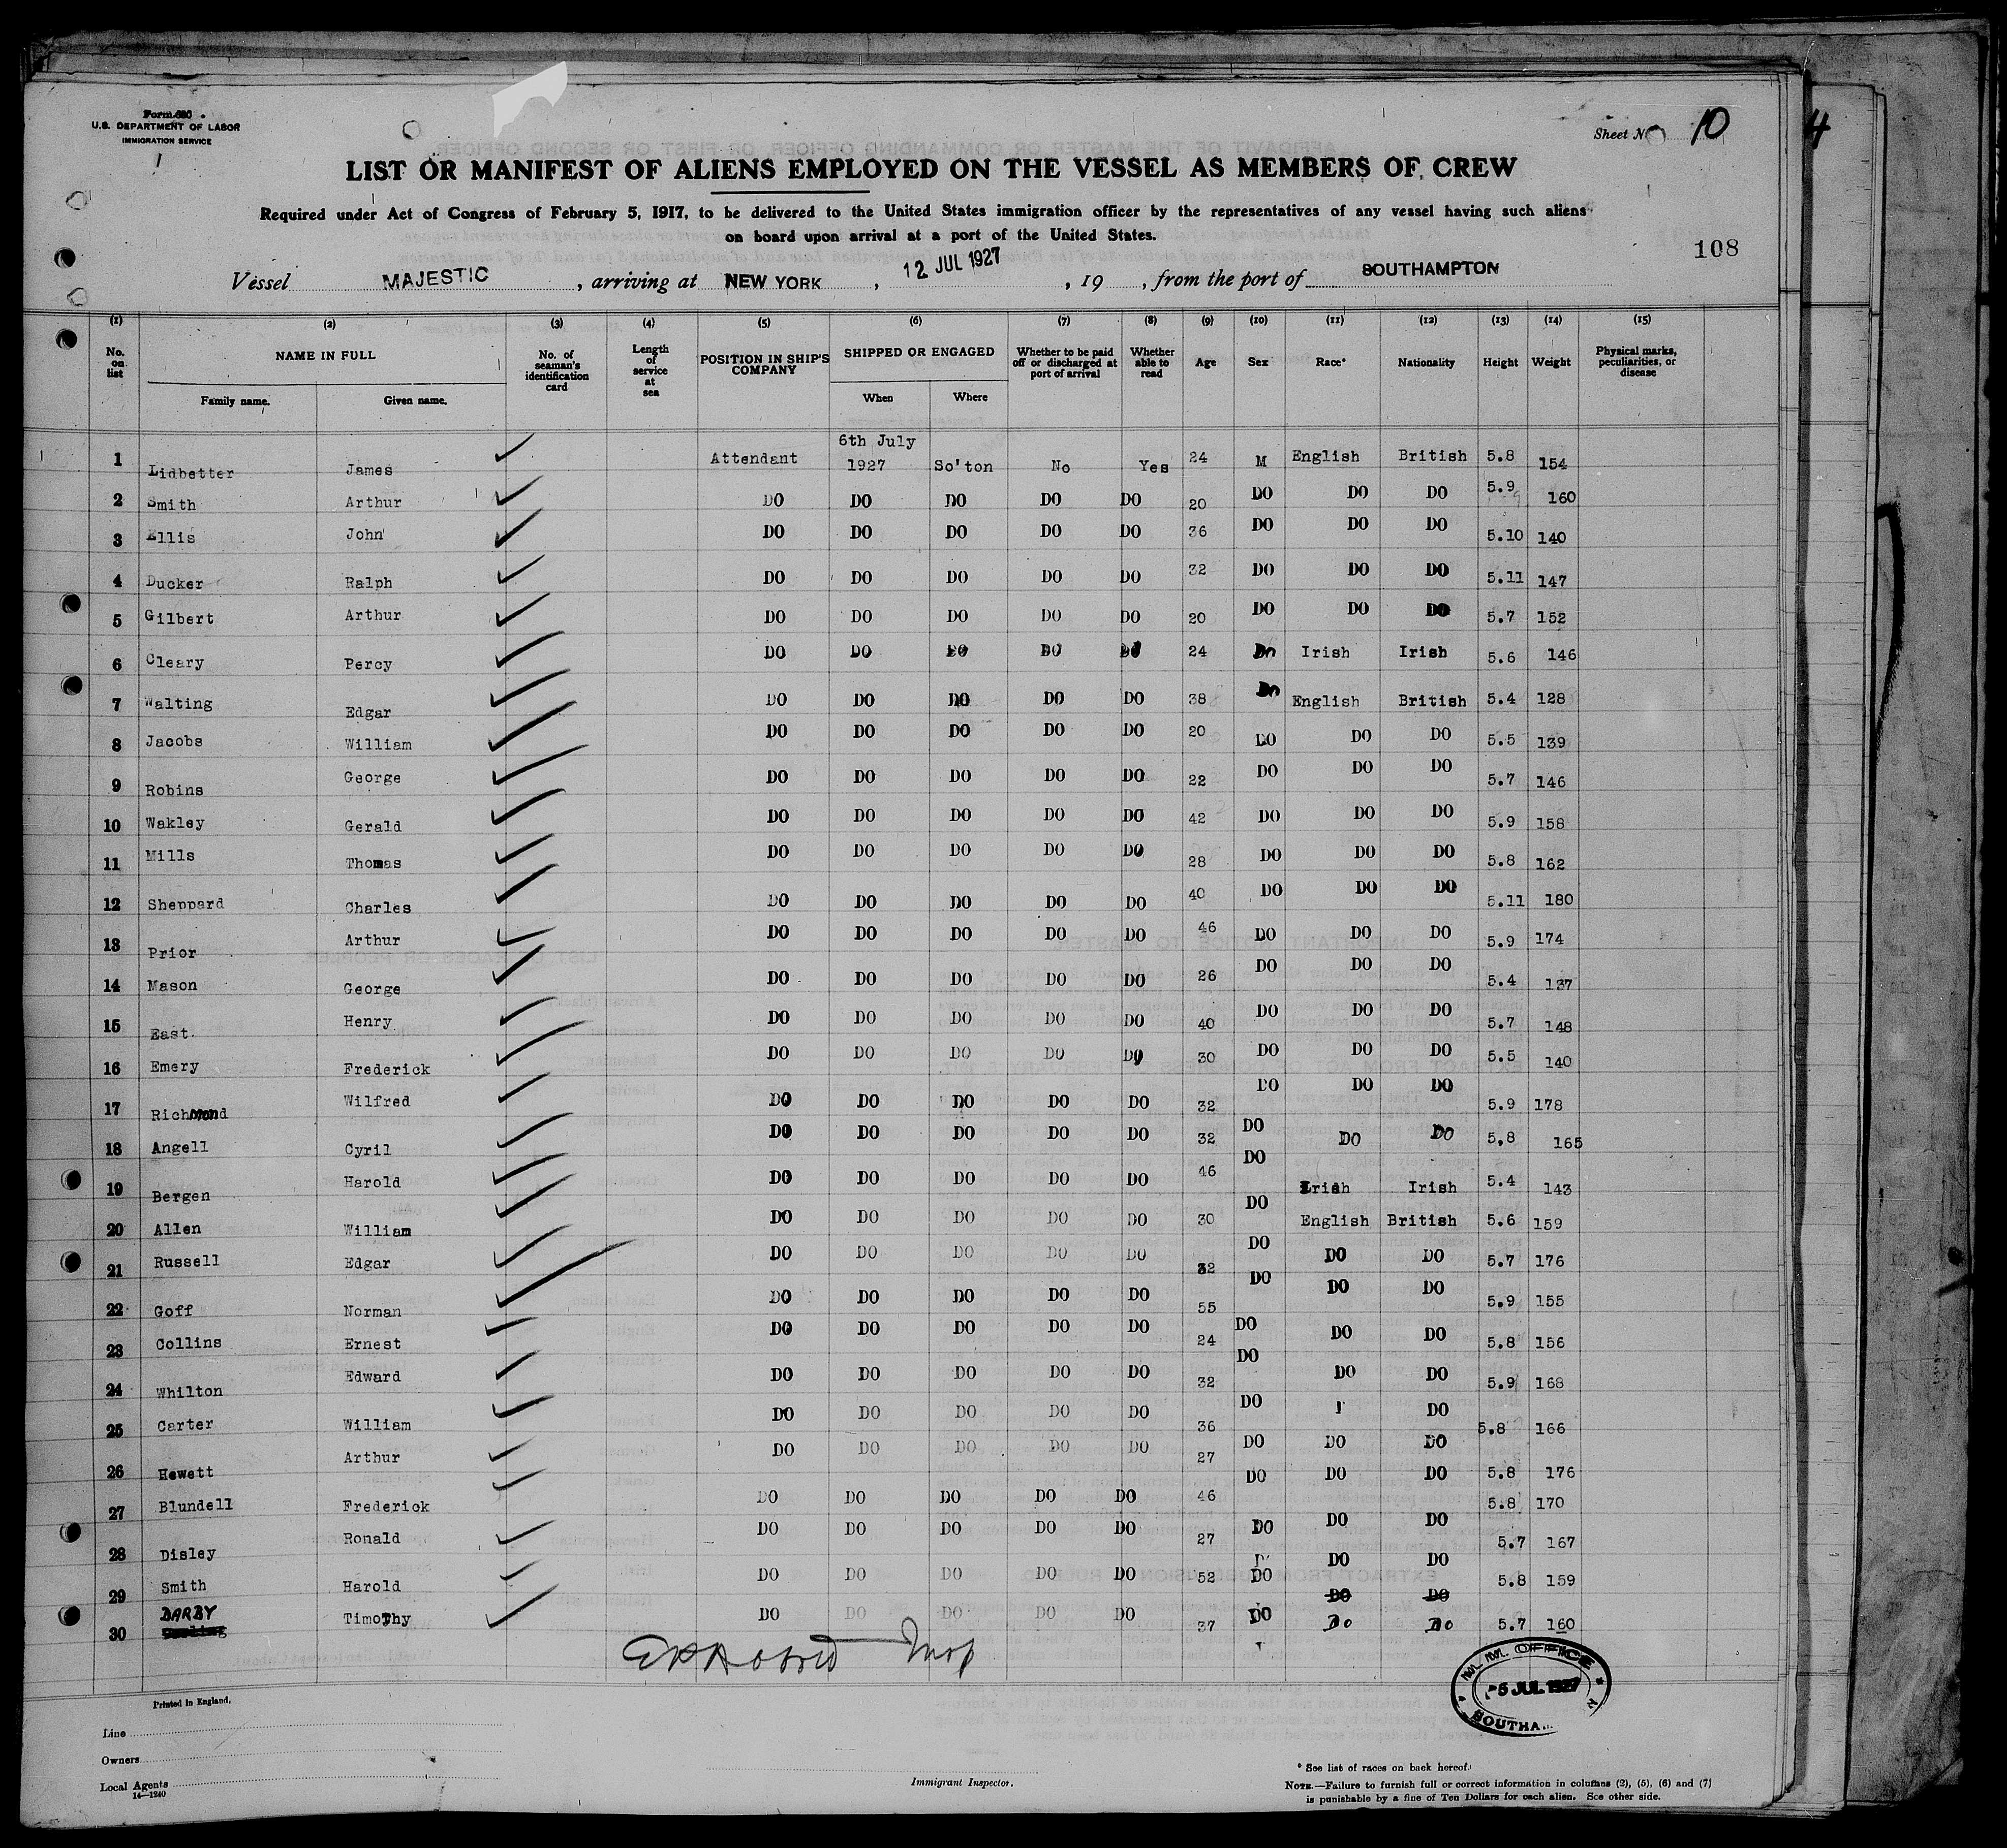 Form 680
U.S. DEPARTMENT OF LABOR
IMMIGRATION SERVICE
Sheet No 10
4
LIST OR MANIFEST OF ALIENS EMPLOYED ON THE VESSEL AS MEMBERS OF CREW
Required under Act of Congress of February 5, 1917, to be delivered to the United States immigration officer by the representatives of any vessel having such aliens
on board upon arrival at a port of the United States.
108
Vessel MAJESTIC , arriving at NEW YORK , 12 JUL 1927 , 19 , from the port of SOUTHAMPTON
(1) (2) (3) (4) (5) (6) (7) (8) (9) (10) (11) (12) (13) (14) (15)
No. on list NAME IN FULL Family name. Given name. No. of seaman's identification card Length of service at sea POSITION IN SHIP'S COMPANY SHIPPED OR ENGAGED When Where Whether to be paid off or discharged at port of arrival Whether able to read Age Sex Race* Nationality Height Weight Physical marks, peculiarities, or disease
1 Lidbetter James Attendant 6th July 1927 So'ton No Yes 24 M English British 5.8 154
2 Smith Arthur DO DO DO DO DO 20 DO DO DO 5.9 160
3 Ellis John DO DO DO DO DO 36 DO DO DO 5.10 140
4 Ducker Ralph DO DO DO DO DO 32 DO DO DO 5.11 147
5 Gilbert Arthur DO DO DO DO DO 20 DO DO DO 5.7 152
6 Cleary Percy DO DO DO DO DO 24 DO Irish Irish 5.6 146
7 Walting Edgar DO DO DO DO DO 38 DO English British 5.4 128
8 Jacobs William DO DO DO DO DO 20 DO DO DO 5.5 139
9 Robins George DO DO DO DO DO 22 DO DO DO 5.7 146
10 Wakley Gerald DO DO DO DO DO 42 DO DO DO 5.9 158
11 Mills Thomas DO DO DO DO DO 28 DO DO DO 5.8 162
12 Sheppard Charles DO DO DO DO DO 40 DO DO DO 5.11 180
13 Prior Arthur DO DO DO DO DO 46 DO DO DO 5.9 174
14 Mason George DO DO DO DO DO 26 DO DO DO 5.4 137
15 East Henry DO DO DO DO DO 40 DO DO DO 5.7 148
16 Emery Frederick DO DO DO DO DO 30 DO DO DO 5.5 140
17 Richmond Wilfred DO DO DO DO DO 32 DO DO DO 5.9 178
18 Angell Cyril DO DO DO DO DO 32 DO DO DO 5.8 165
19 Bergen Harold DO DO DO DO DO 46 DO Irish Irish 5.4 143
20 Allen William DO DO DO DO DO 30 DO English British 5.6 159
21 Russell Edgar DO DO DO DO DO 32 DO DO DO 5.7 176
22 Goff Norman DO DO DO DO DO 55 DO DO DO 5.9 155
23 Collins Ernest DO DO DO DO DO 24 DO DO DO 5.8 156
24 Whilton Edward DO DO DO DO DO 32 DO DO DO 5.9 168
25 Carter William DO DO DO DO DO 36 DO DO 5.8 166
26 Hewett Arthur DO DO DO DO DO 27 DO DO DO 5.8 176
27 Blundell Frederick DO DO DO DO DO 46 DO DO DO 5.8 170
28 Disley Ronald DO DO DO DO DO 27 DO DO DO 5.7 167
29 Smith Harold DO DO DO DO DO 52 DO DO DO 5.8 159
DO DO
30 DARBY Timothy DO DO DO DO DO 37 DO Do Do 5.7 160
M.M. OFFICE
5 JUL 1927
SOUTHA
Printed in England.
Line
Owners
Local Agents
14—1240
Immigrant Inspector.
* See list of races on back hereof.
NOTE.—Failure to furnish full or correct information in columns (2), (5), (6) and (7)
is punishable by a fine of Ten Dollars for each alien. See other side.